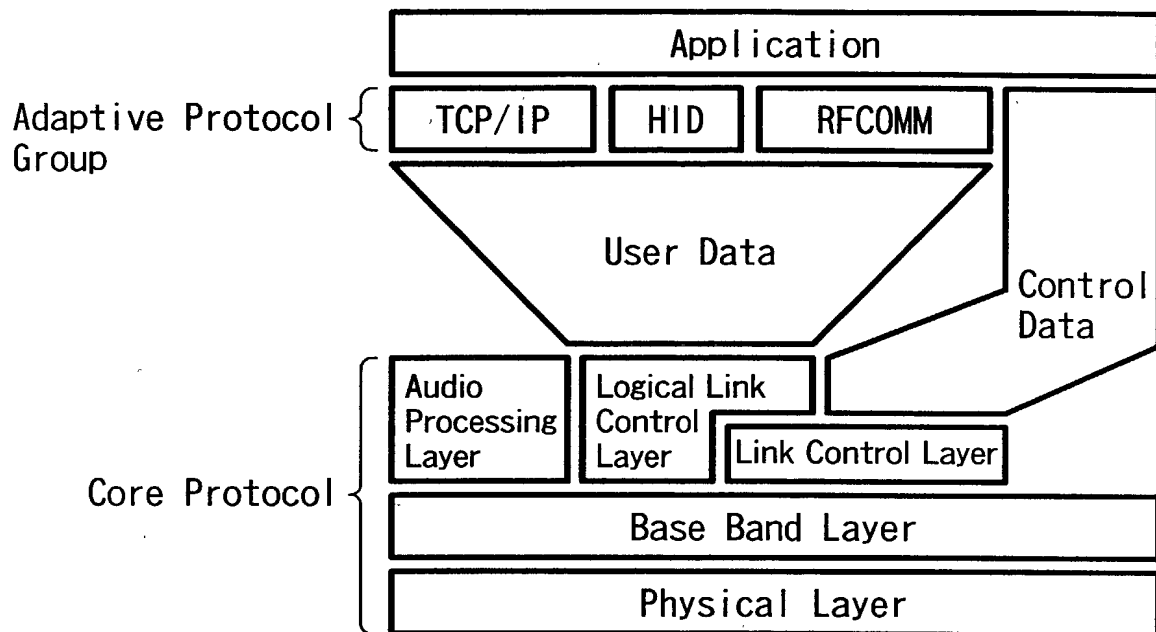 Application
Adaptive Protocol
Group
TCP/IP
HID
RFCOMM
User Data
Control
Data
Core Protocol
Audio
Processing
Layer
Logical Link
Control
Layer
Link Control Layer
Base Band Layer
Physical Layer